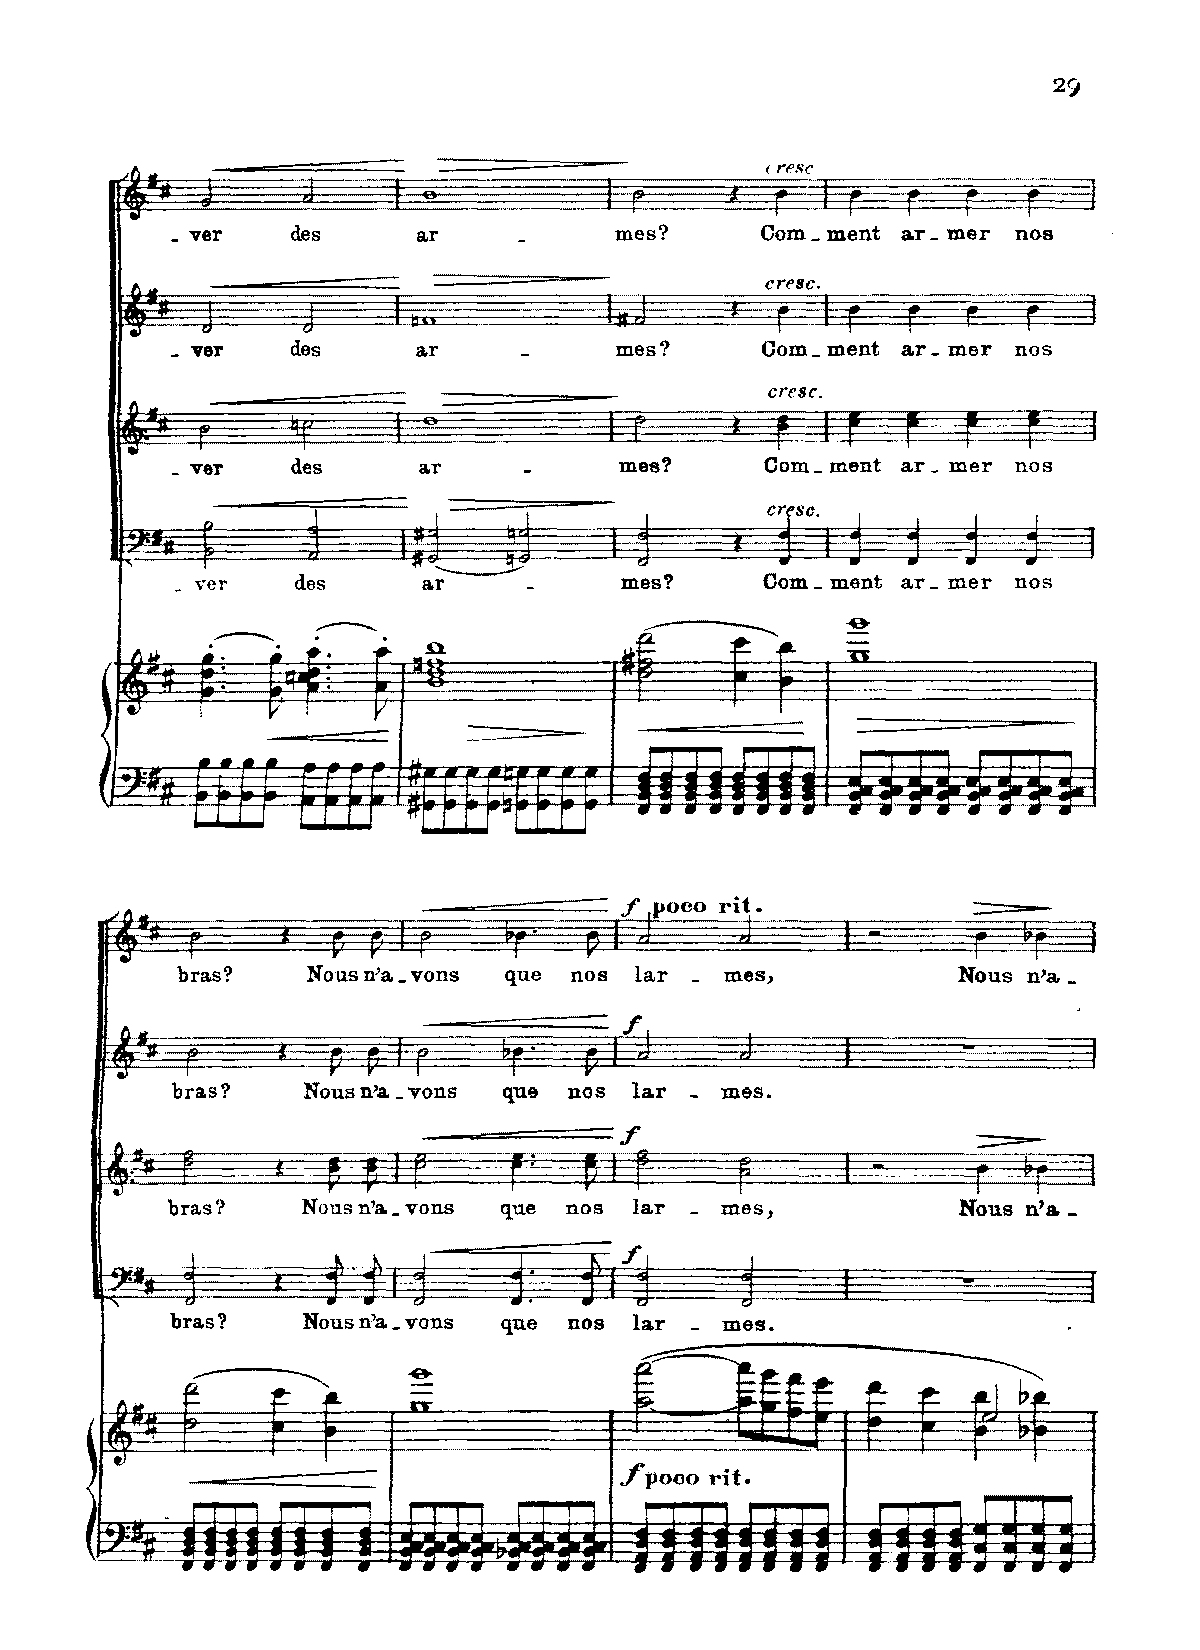 29
cresc
- ver des ar - mes? Com - ment ar - mer nos
cresc.
- ver des ar - mes? Com - ment ar - mer nos
cresc.
- ver des ar - mes? Com - ment ar - mer nos
cresc.
- ver des ar - mes? Com - ment ar - mer nos
f poco rit.
bras? Nous n'a - vons que nos lar - mes, Nous n'a -
f
bras? Nous n'a - vons que nos lar - mes.
f
bras? Nous n'a - vons que nos lar - mes, Nous n'a -
f
bras? Nous n'a - vons que nos lar - mes.
f poco rit.